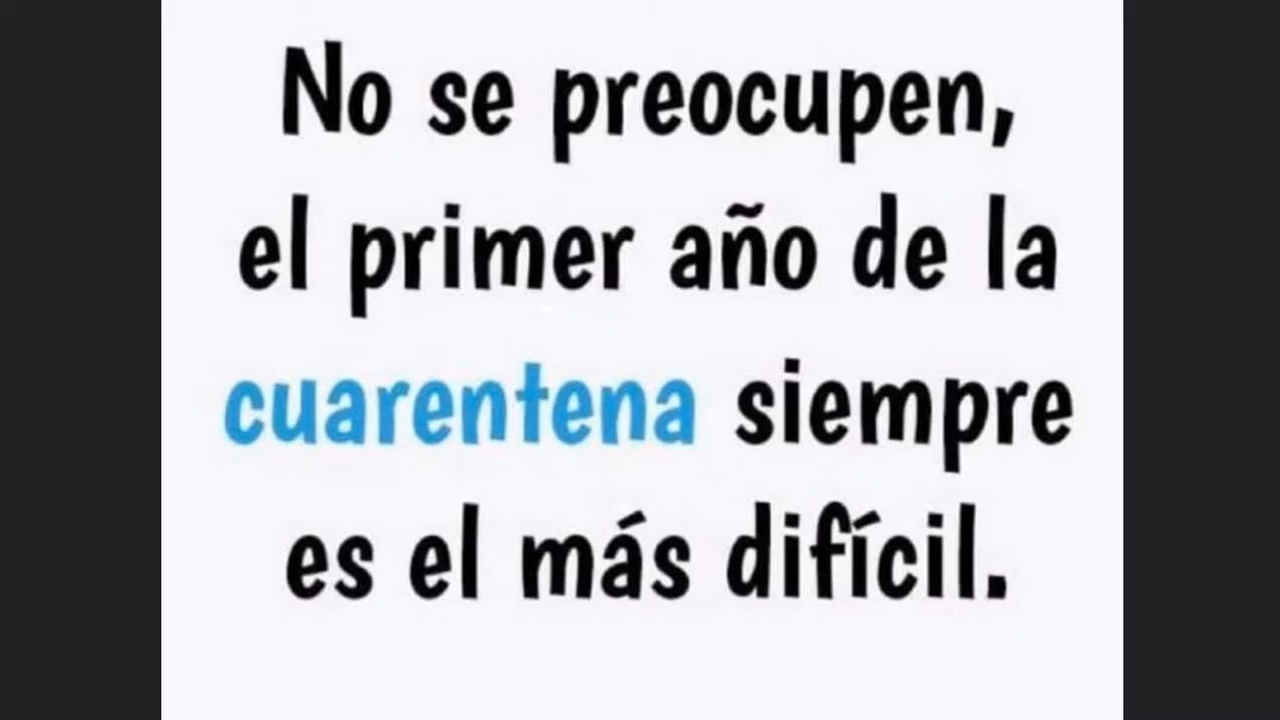 No se preocupen,
el primer año de la
cuarentena siempre
es el más difícil.